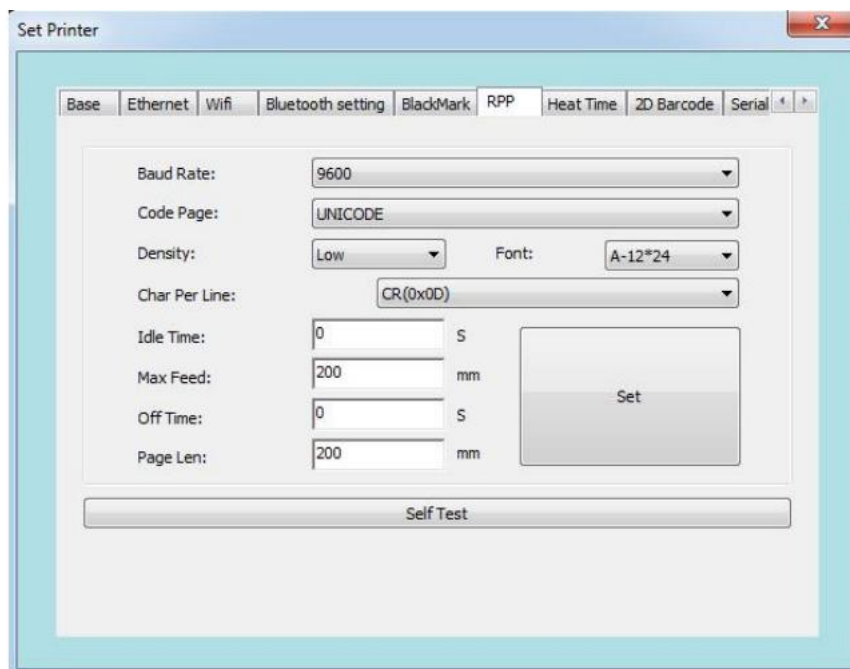 Set Printer
Base Ethernet Wifi Bluetooth setting BlackMark RPP Heat Time 2D Barcode Serial
Baud Rate: 9600
Code Page: UNICODE
Density: Low Font: A-12*24
Char Per Line: CR(0x0D)
Idle Time: 0 S
Max Feed: 200 mm
Set
Off Time: 0 S
Page Len: 200 mm
Self Test